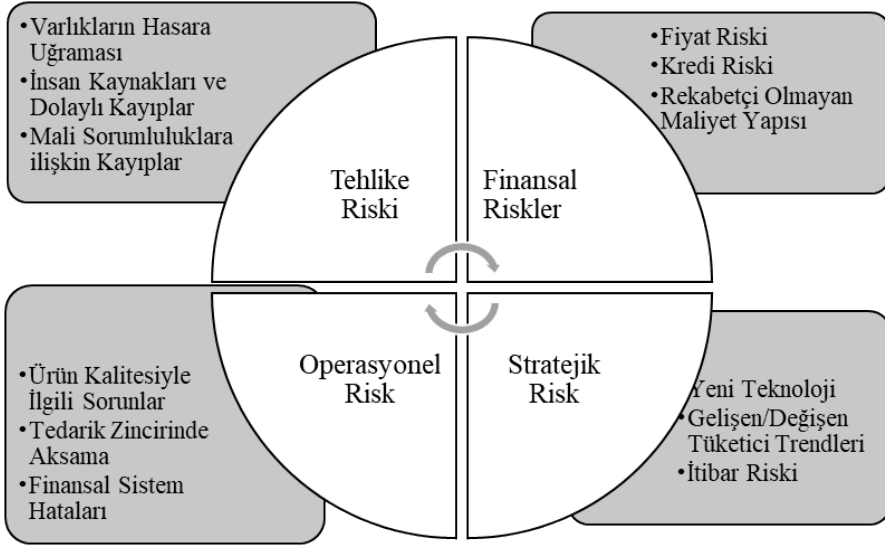 •Varlıkların Hasara
Uğraması
•İnsan Kaynakları ve
Dolaylı Kayıplar
•Mali Sorumluluklara
ilişkin Kayıplar
•Fiyat Riski
•Kredi Riski
•Rekabetçi Olmayan
Maliyet Yapısı
Tehlike
Riski
Finansal
Riskler
Operasyonel
Risk
Stratejik
Risk
•Ürün Kalitesiyle
İlgili Sorunlar
•Tedarik Zincirinde
Aksama
•Finansal Sistem
Hataları
Yeni Teknoloji
•Gelişen/Değişen
Tüketici Trendleri
•İtibar Riski